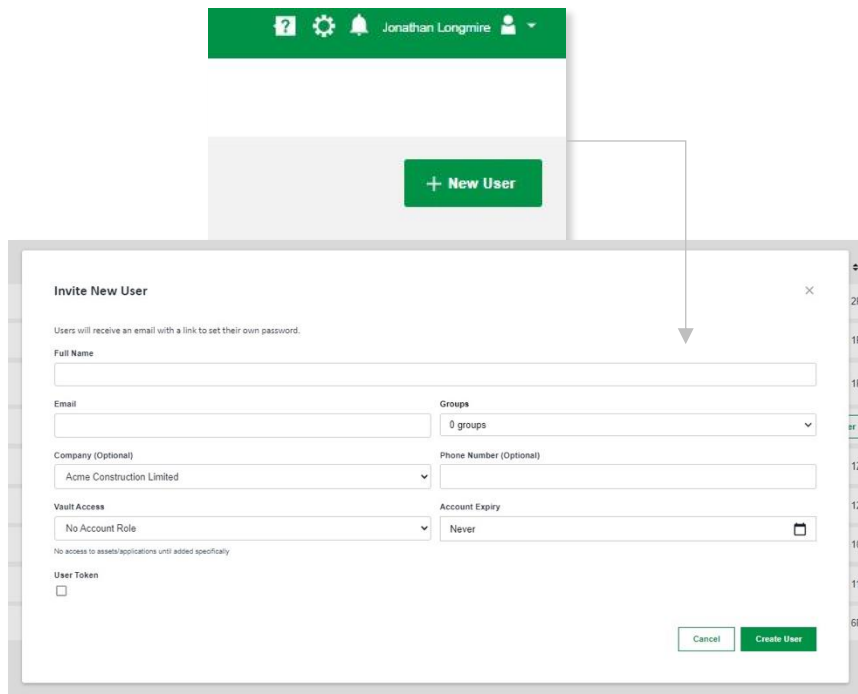 Jonathan Longmire
+ New User
Invite New User
Users will receive an email with a link to set their own password.
Full Name
Email
Groups
0 groups
Company (Optional)
Phone Number (Optional)
Acme Construction Limited
Vault Access
Account Expiry
No Account Role
Never
No access to assets/applications until added specifically
User Token
Cancel
Create User